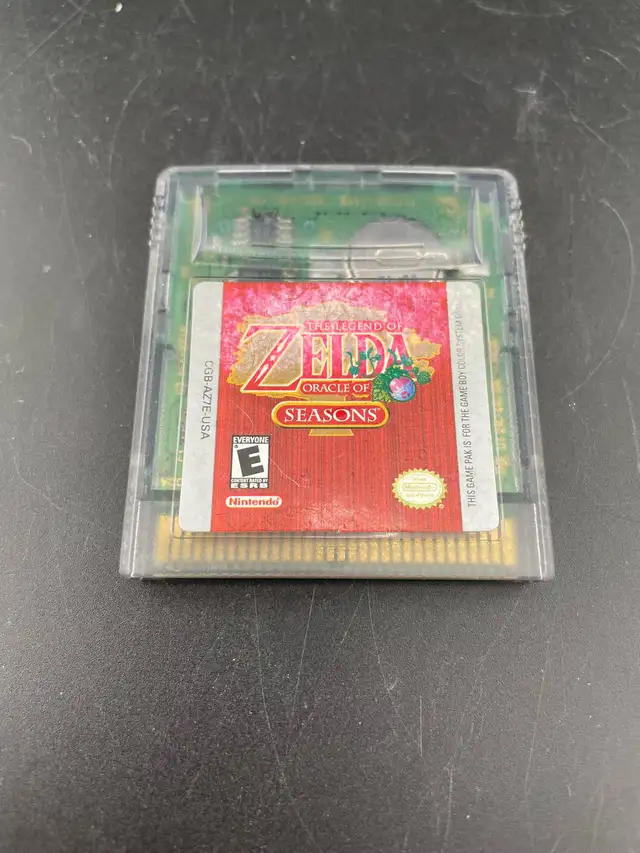 THE LEGEND OF
ZELDA
ORACLE OF
SEASONS
CGB-AZ7E-USA
THIS GAME PAK IS FOR THE GAME BOY COLOR SYSTEM
EVERYONE
E
CONTENT RATED BY
ESRB
Nintendo